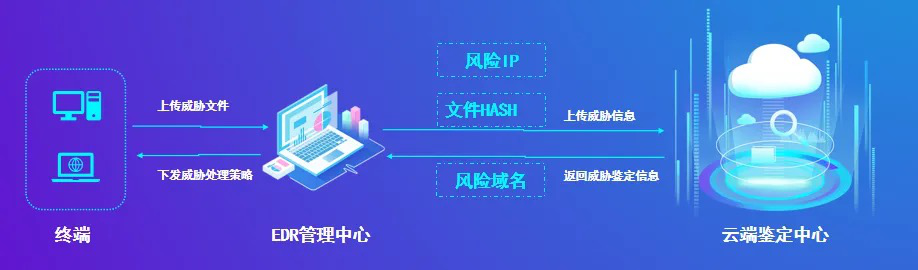 风险IP
上传威胁文件
文件HASH
上传威胁信息
下发威胁处理策略
风险域名
返回威胁鉴定信息
终端
EDR管理中心
云端鉴定中心